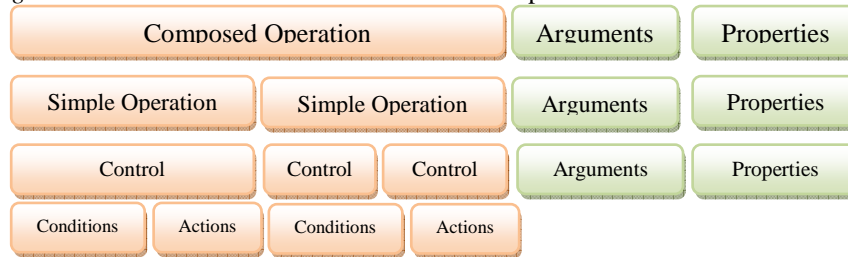 Composed Operation Arguments Properties
Simple Operation Simple Operation Arguments Properties
Control Control Control Arguments Properties
Conditions Actions Conditions Actions